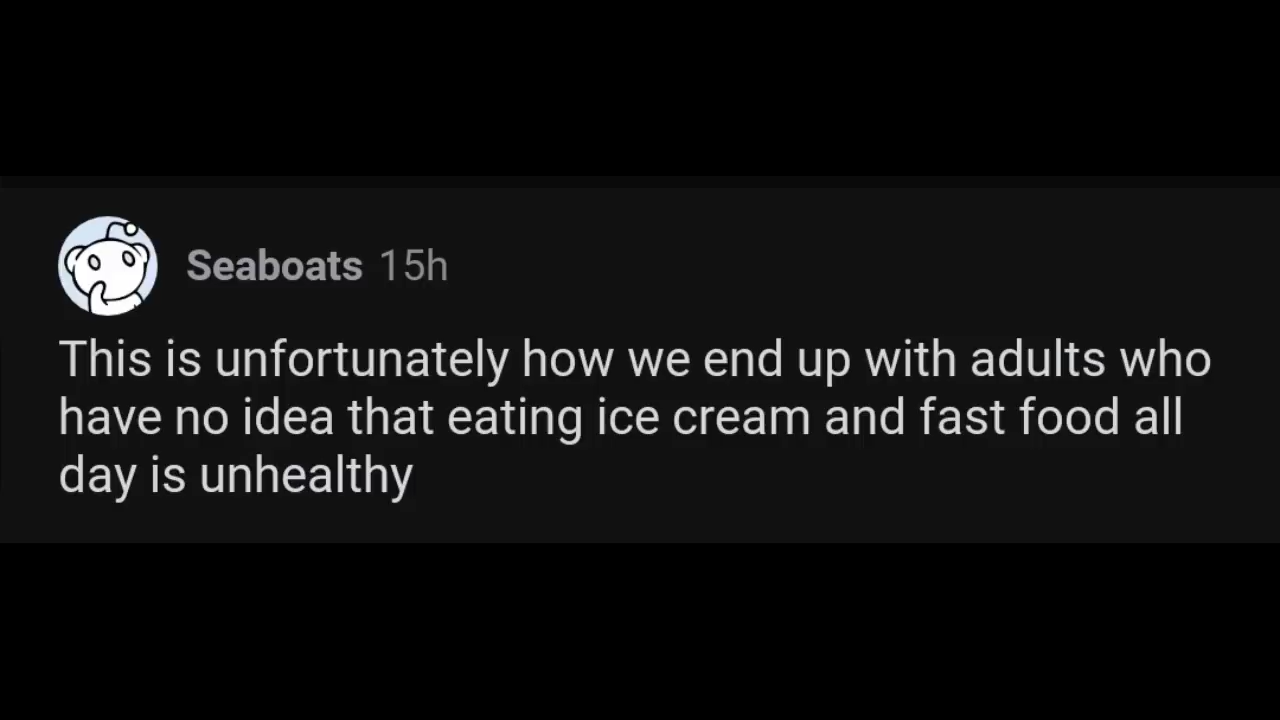 Seaboats 15h
This is unfortunately how we end up with adults who
have no idea that eating ice cream and fast food all
day is unhealthy